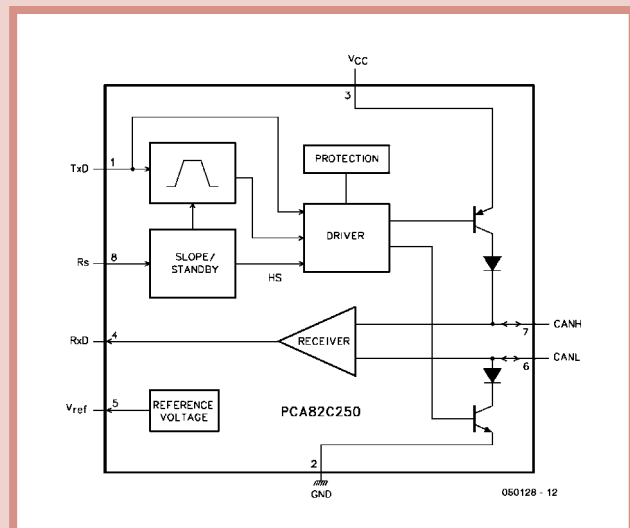 VCC
3
TxD
1
PROTECTION
DRIVER
Rs
8
SLOPE/
STANDBY
HS
RxD
4
RECEIVER
7
CANH
6
CANL
Vref
5
REFERENCE
VOLTAGE
PCA82C250
2
GND
050128 - 12